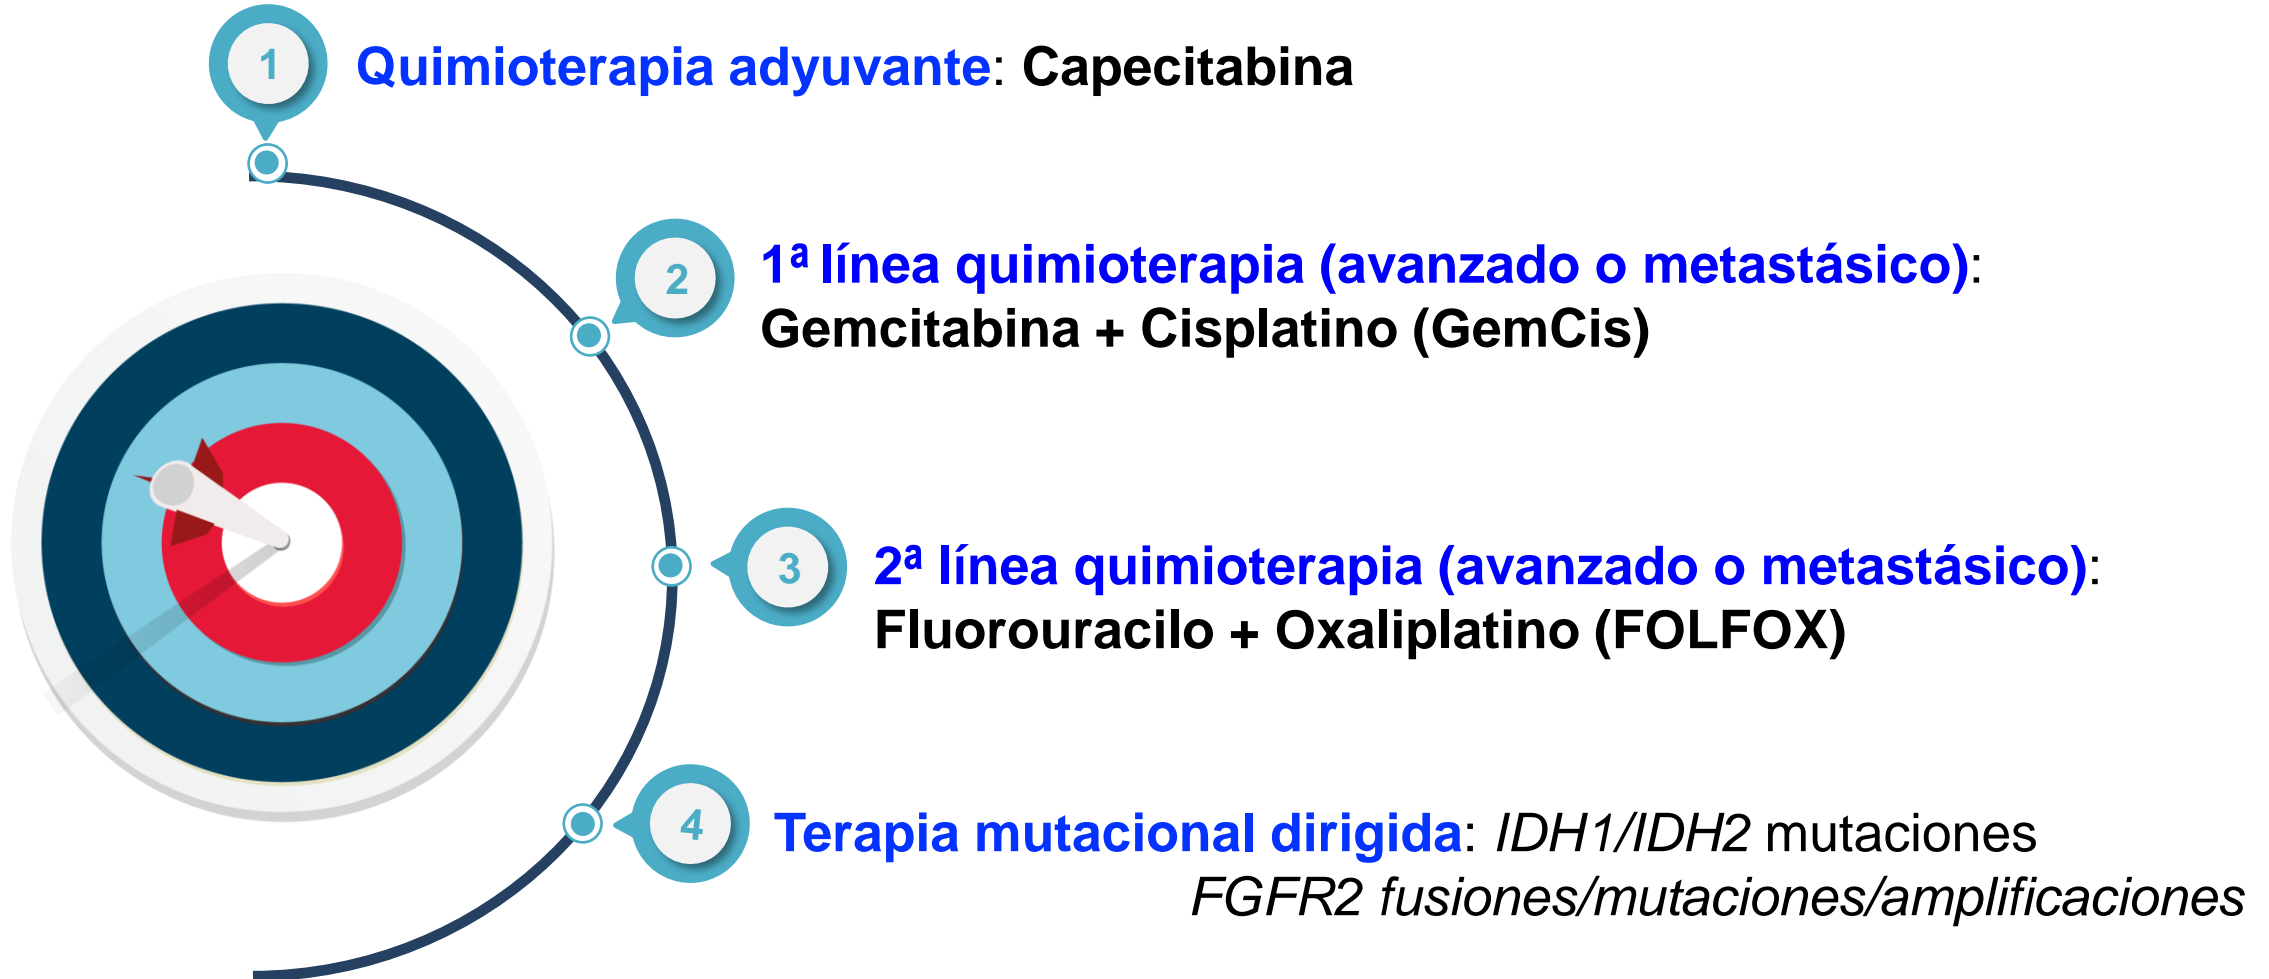 1
Quimioterapia adyuvante: Capecitabina
2
1ª línea quimioterapia (avanzado o metastásico):
Gemcitabina + Cisplatino (GemCis)
3
2ª línea quimioterapia (avanzado o metastásico):
Fluorouracilo + Oxaliplatino (FOLFOX)
4
Terapia mutacional dirigida: IDH1/IDH2 mutaciones
FGFR2 fusiones/mutaciones/amplificaciones